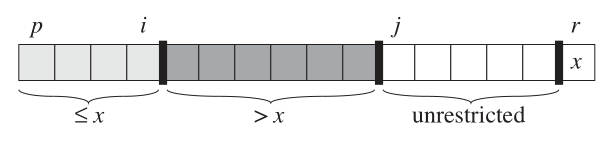 p i j r
x
≤ x > x unrestricted